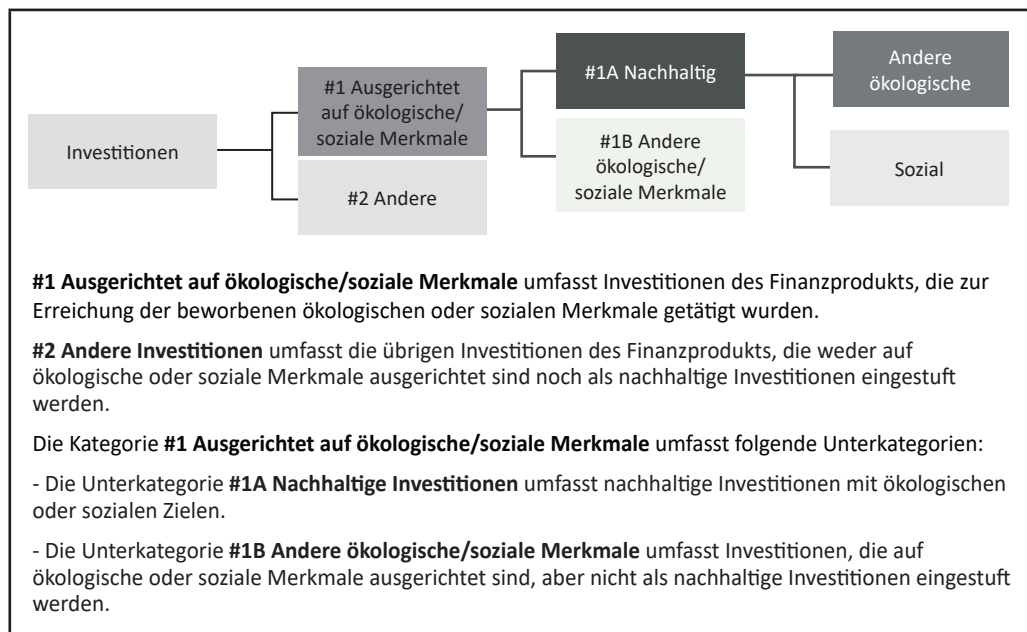 #1A Nachhaltig
Andere
ökologische
#1 Ausgerichtet
auf ökologische/
soziale Merkmale
Investitionen
#1B Andere
ökologische/
soziale Merkmale
Sozial
#2 Andere
#1 Ausgerichtet auf ökologische/soziale Merkmale umfasst Investitionen des Finanzprodukts, die zur
Erreichung der beworbenen ökologischen oder sozialen Merkmale getätigt wurden.
#2 Andere Investitionen umfasst die übrigen Investitionen des Finanzprodukts, die weder auf
ökologische oder soziale Merkmale ausgerichtet sind noch als nachhaltige Investitionen eingestuft
werden.
Die Kategorie #1 Ausgerichtet auf ökologische/soziale Merkmale umfasst folgende Unterkategorien:
- Die Unterkategorie #1A Nachhaltige Investitionen umfasst nachhaltige Investitionen mit ökologischen
oder sozialen Zielen.
- Die Unterkategorie #1B Andere ökologische/soziale Merkmale umfasst Investitionen, die auf
ökologische oder soziale Merkmale ausgerichtet sind, aber nicht als nachhaltige Investitionen eingestuft
werden.